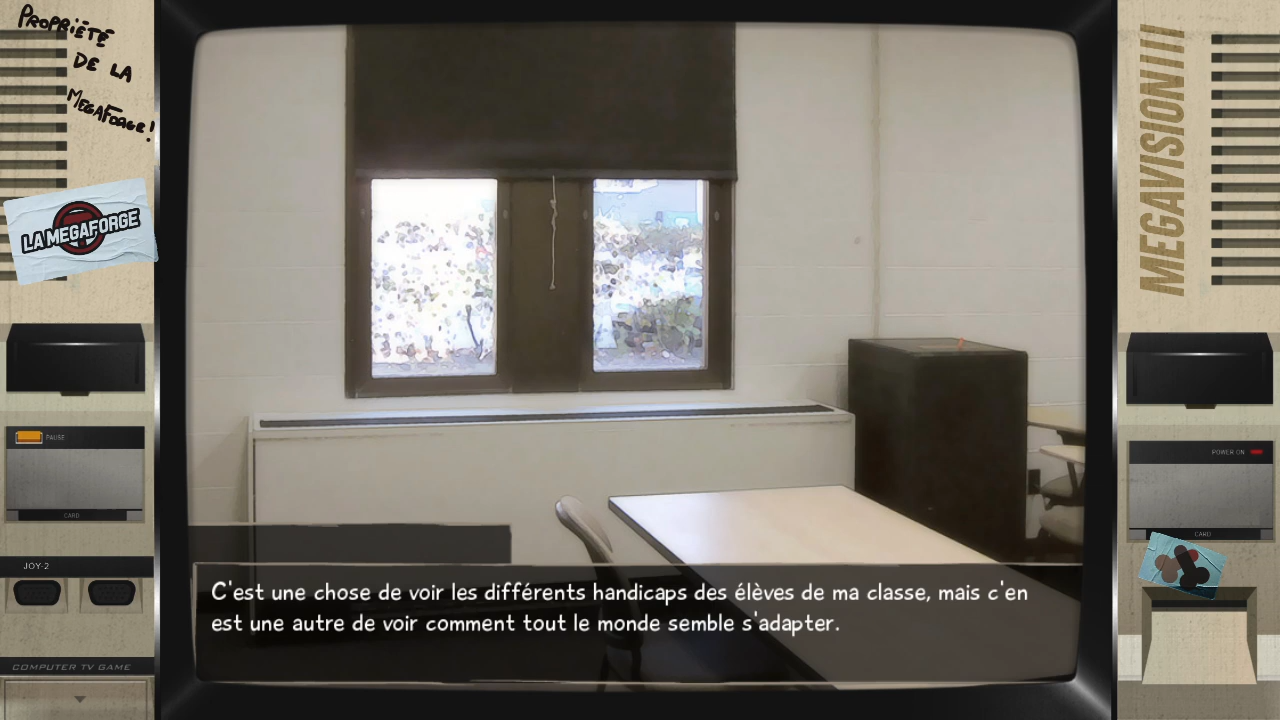 PROPRIÉTÉ
DE LA
MEGAFORGE!
LA MEGAFORGE
PAUSE
CARD
JOY-2
COMPUTER TV GAME
MEGAVISION III
POWER ON
CARD
C'est une chose de voir les différents handicaps des élèves de ma classe, mais c'en
est une autre de voir comment tout le monde semble s'adapter.